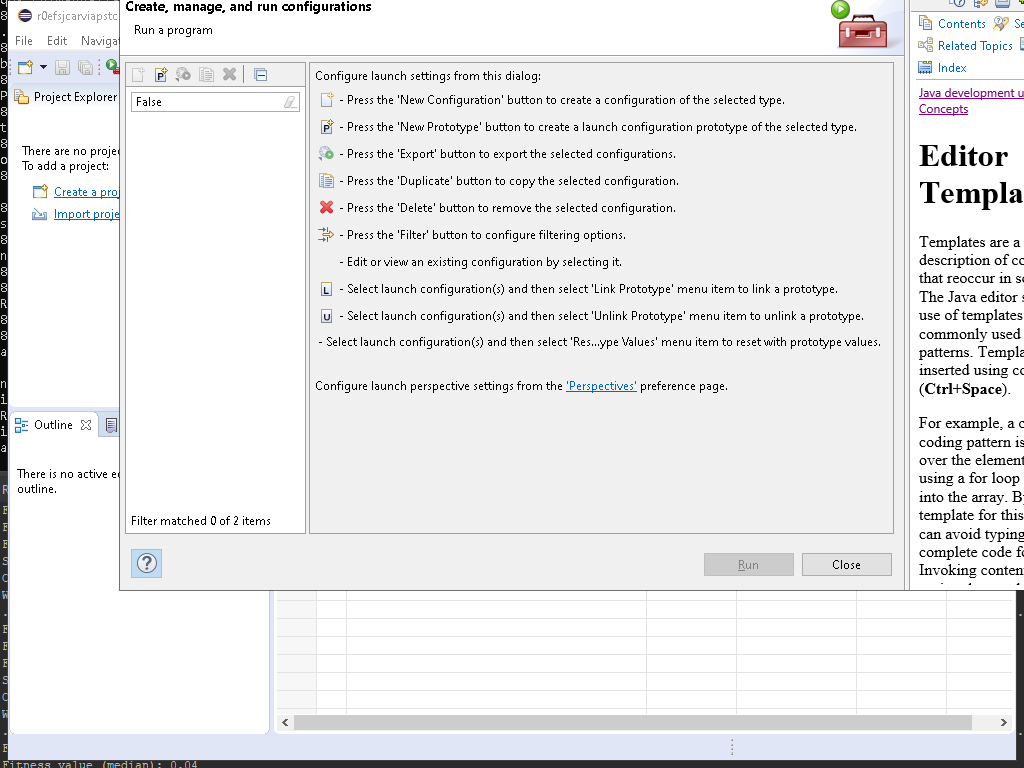 r0efsjcarviapstc
File Edit Naviga
Project Explorer
There are no proje
To add a project:
Create a proj
Import proje
Outline
There is no active e
outline.
Create, manage, and run configurations
Run a program
False
Filter matched 0 of 2 items
Configure launch settings from this dialog:
- Press the 'New Configuration' button to create a configuration of the selected type.
- Press the 'New Prototype' button to create a launch configuration prototype of the selected type.
- Press the 'Export' button to export the selected configurations.
- Press the 'Duplicate' button to copy the selected configuration.
- Press the 'Delete' button to remove the selected configuration.
- Press the 'Filter' button to configure filtering options.
- Edit or view an existing configuration by selecting it.
- Select launch configuration(s) and then select 'Link Prototype' menu item to link a prototype.
- Select launch configuration(s) and then select 'Unlink Prototype' menu item to unlink a prototype.
- Select launch configuration(s) and then select 'Res...ype Values' menu item to reset with prototype values.
Configure launch perspective settings from the 'Perspectives' preference page.
Run Close
Contents Se
Related Topics
Index
Java development u
Concepts
Editor
Templa
Templates are a
description of co
that reoccur in so
The Java editor s
use of templates
commonly used
patterns. Templa
inserted using co
(Ctrl+Space).
For example, a c
coding pattern is
over the element
using a for loop
into the array. By
template for this
can avoid typing
complete code fo
Invoking conten
Fitness value (median): 0.04